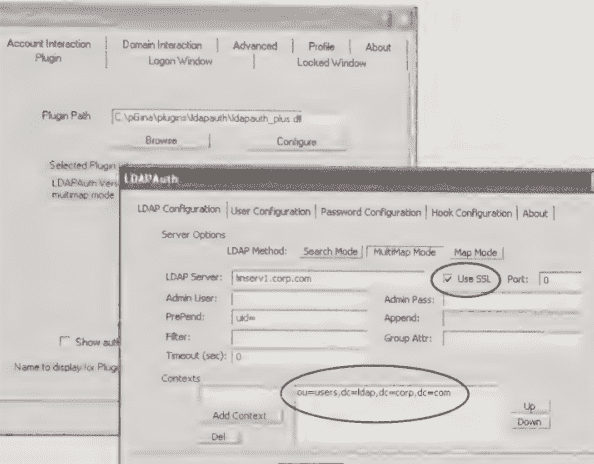 Account Interaction Domain Interaction Advanced Profile About
Plugin Logon Window Locked Window
Plugin Path C:\pGina\plugins\ldapauth\ldapauth_plus.dll
Browse Configure
Selected Plugin
LDAPAuth Vers
multimap mode
LDAPAuth
LDAP Configuration User Configuration Password Configuration Hook Configuration About
Server Options
LDAP Method: Search Mode MultiMap Mode Map Mode
LDAP Server: linserv1.corp.com Use SSL Port: 0
Admin User: Admin Pass:
PrePend: uid= Append:
Filter: Group Attr:
Timeout (sec): 0
Show auth
Name to display for Plug
Contexts
ou=users,dc=ldap,dc=corp,dc=com
Add Context
Del
Up
Down